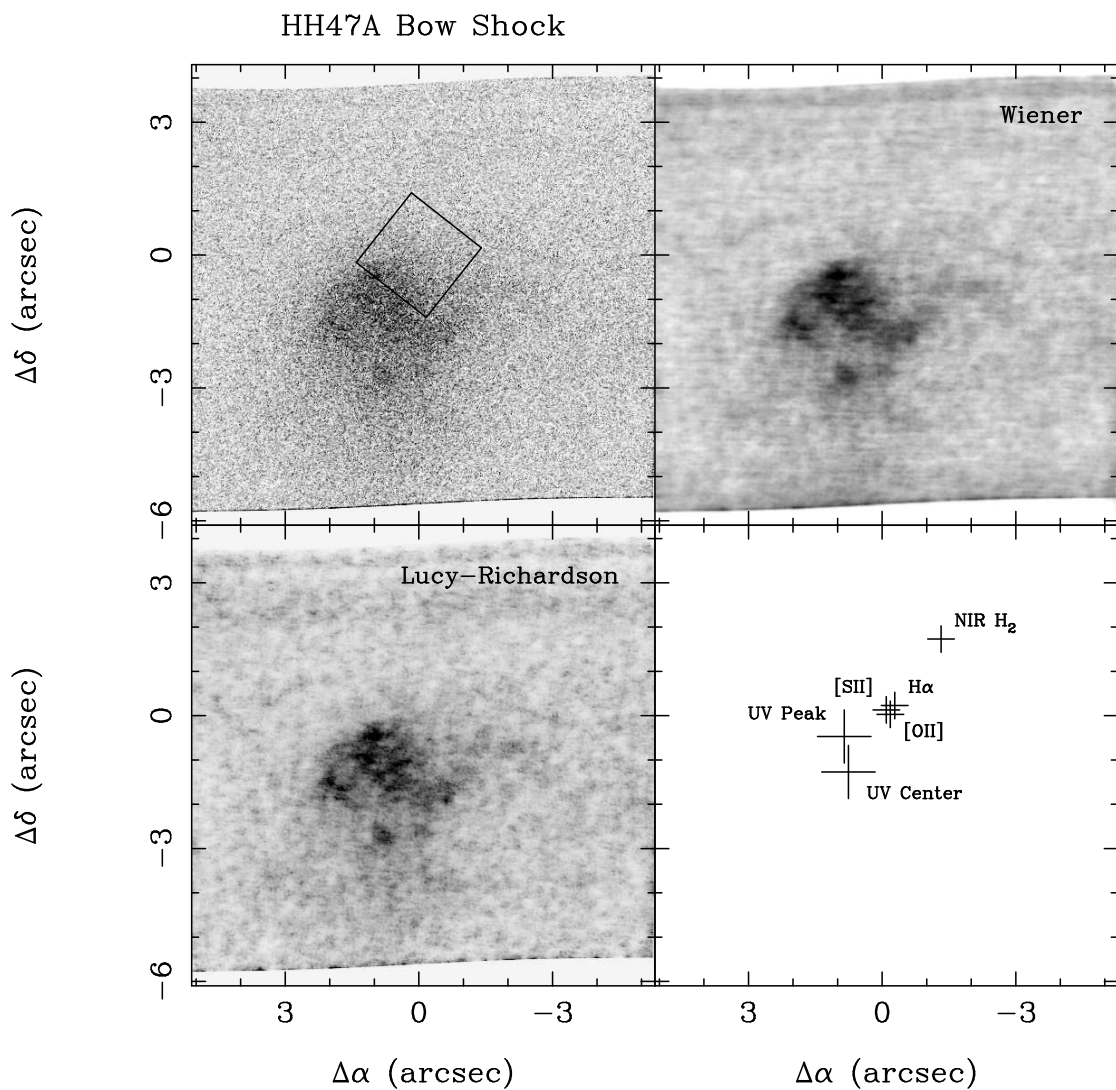 HH47A Bow Shock
Δδ (arcsec)
3
0
−3
−6
Wiener
Δδ (arcsec)
3
0
−3
−6
Lucy−Richardson
NIR H₂
[SII]
Hα
UV Peak
[OII]
UV Center
3
0
−3
3
0
−3
Δα (arcsec)
Δα (arcsec)